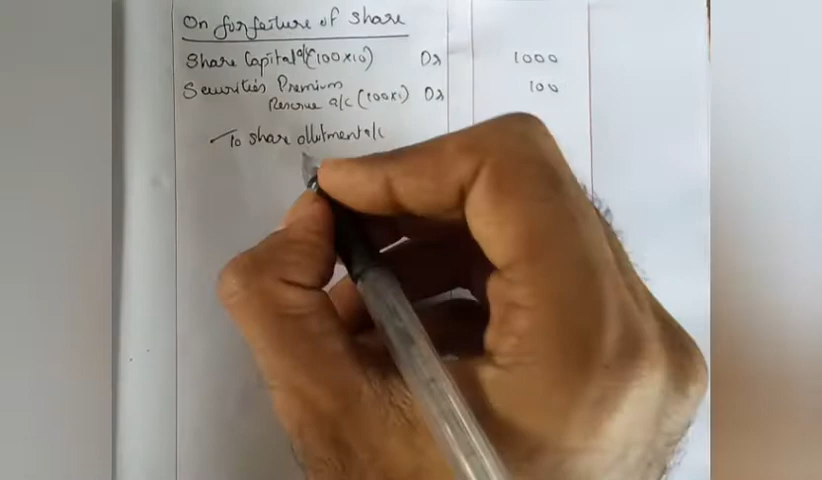 On forfeiture of share
Share Capital a/c (100x10) Dr 1000
Securities Premium
Reserve a/c (100x1) Dr 100
To share allotment a/c